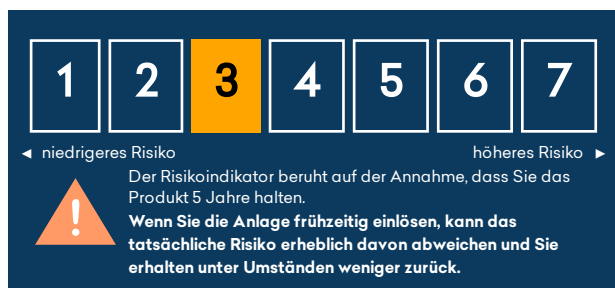 1 2 3 4 5 6 7
◄ niedrigeres Risiko höheres Risiko ►
!
Der Risikoindikator beruht auf der Annahme, dass Sie das
Produkt 5 Jahre halten.
Wenn Sie die Anlage frühzeitig einlösen, kann das
tatsächliche Risiko erheblich davon abweichen und Sie
erhalten unter Umständen weniger zurück.